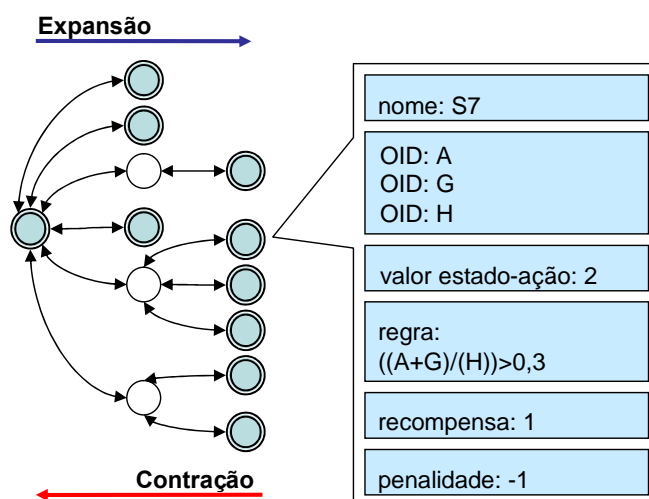 Expansão
nome: S7
OID: A
OID: G
OID: H
valor estado-ação: 2
regra:
((A+G)/(H))>0,3
recompensa: 1
penalidade: -1
Contração